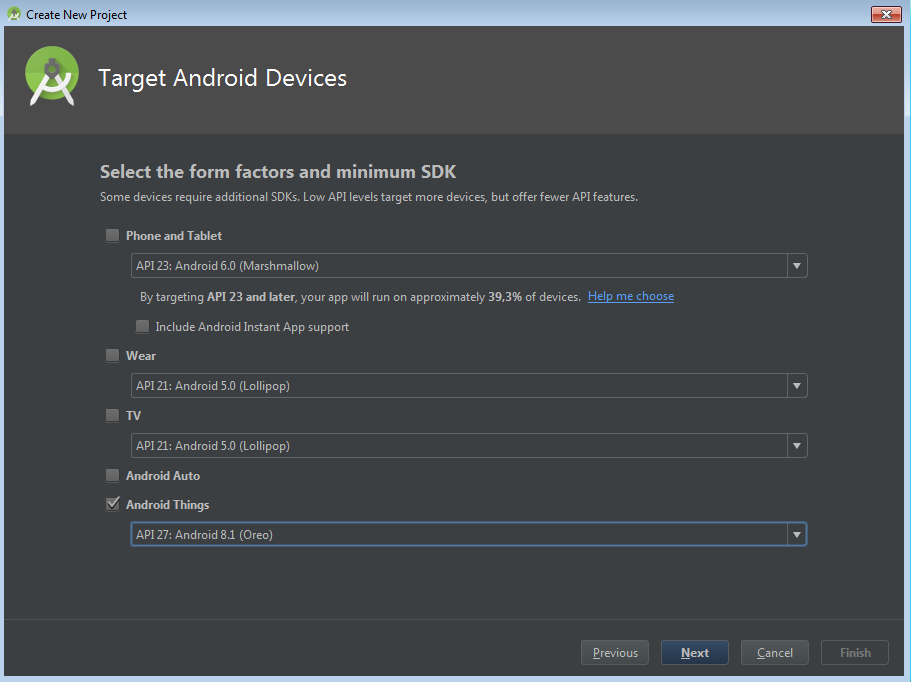 Create New Project
Target Android Devices
Select the form factors and minimum SDK
Some devices require additional SDKs. Low API levels target more devices, but offer fewer API features.
Phone and Tablet
API 23: Android 6.0 (Marshmallow)
By targeting API 23 and later, your app will run on approximately 39,3% of devices. Help me choose
Include Android Instant App support
Wear
API 21: Android 5.0 (Lollipop)
TV
API 21: Android 5.0 (Lollipop)
Android Auto
Android Things
API 27: Android 8.1 (Oreo)
Previous Next Cancel Finish